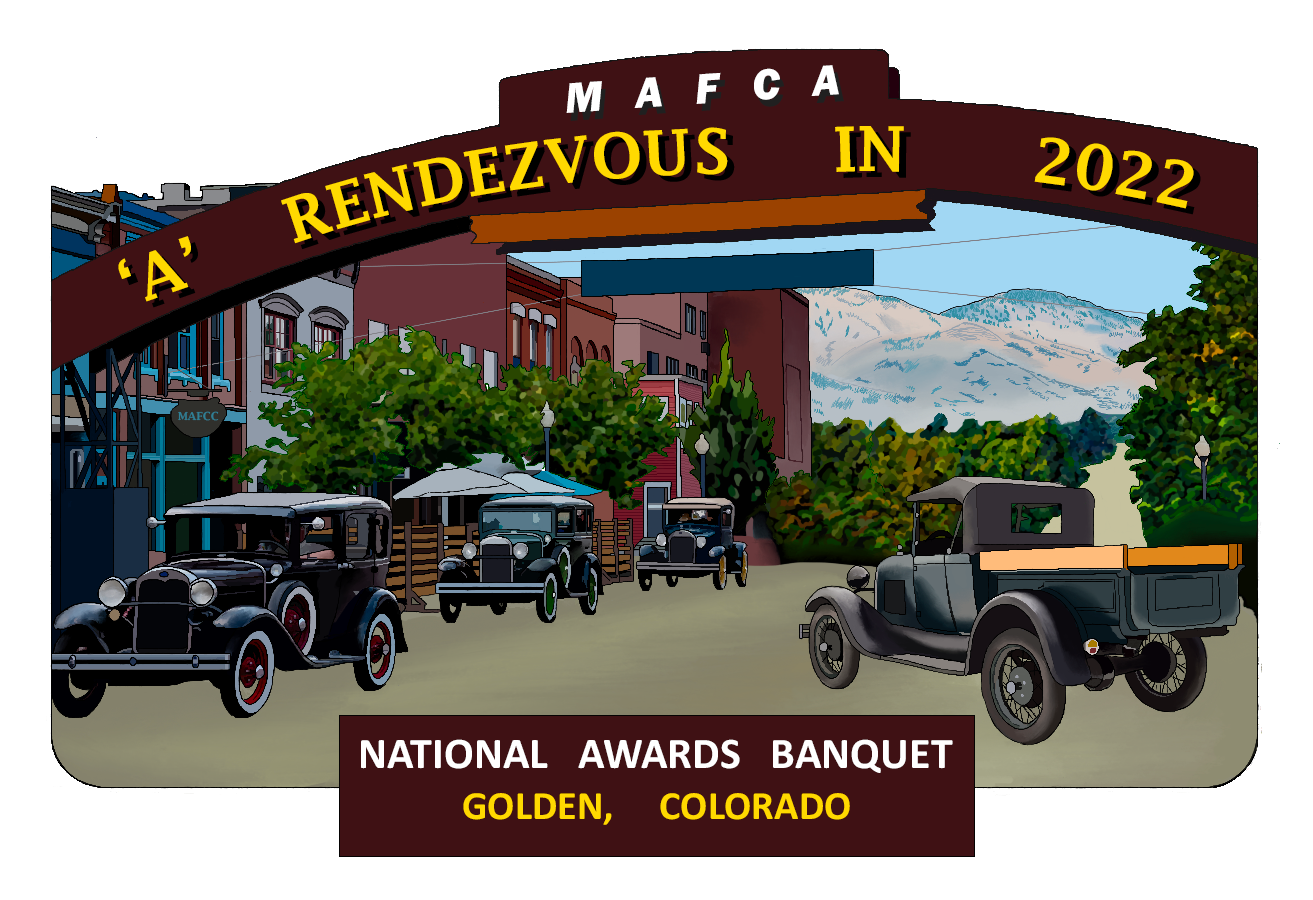 MAFCA
‘A’ RENDEZVOUS IN 2022
MAFCC
NATIONAL AWARDS BANQUET
GOLDEN, COLORADO